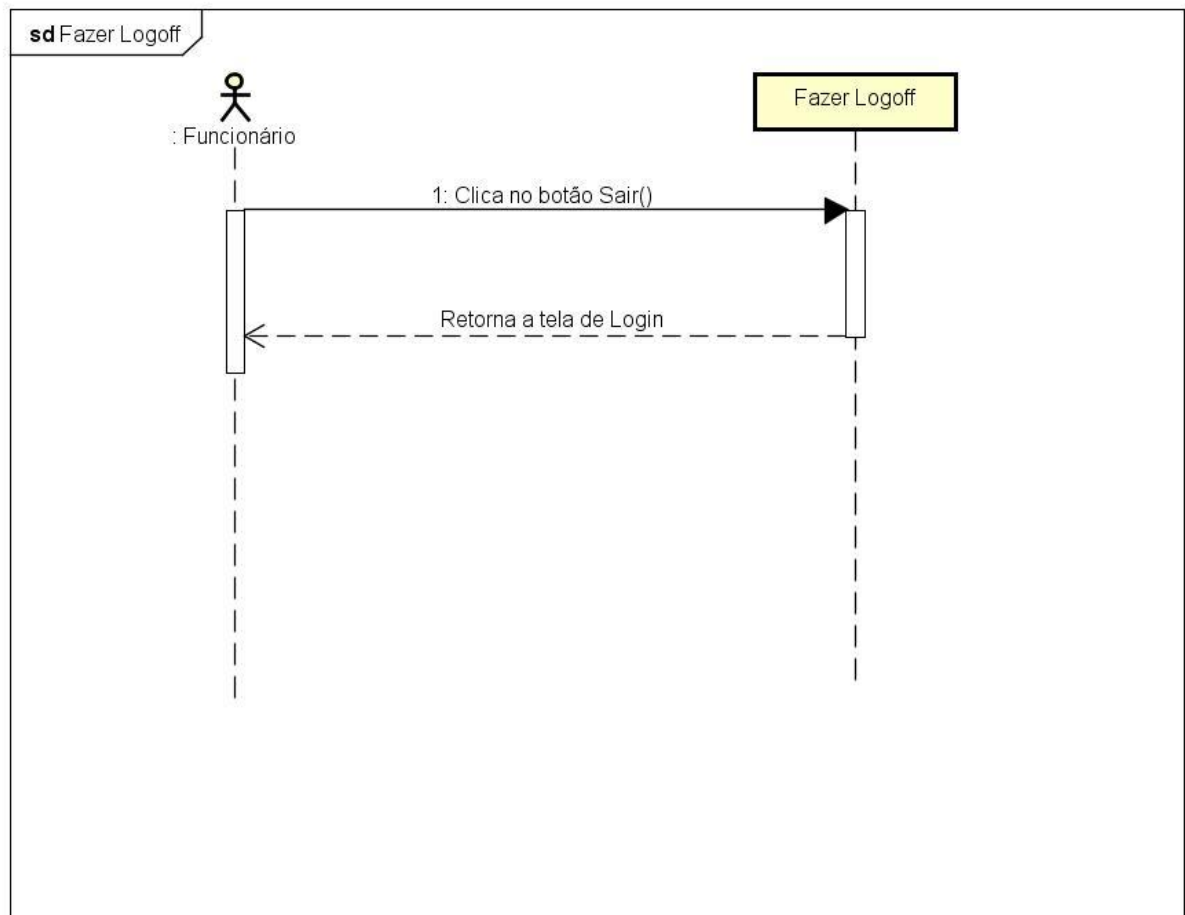 sd Fazer Logoff
: Funcionário
Fazer Logoff
1: Clica no botão Sair()
Retorna a tela de Login